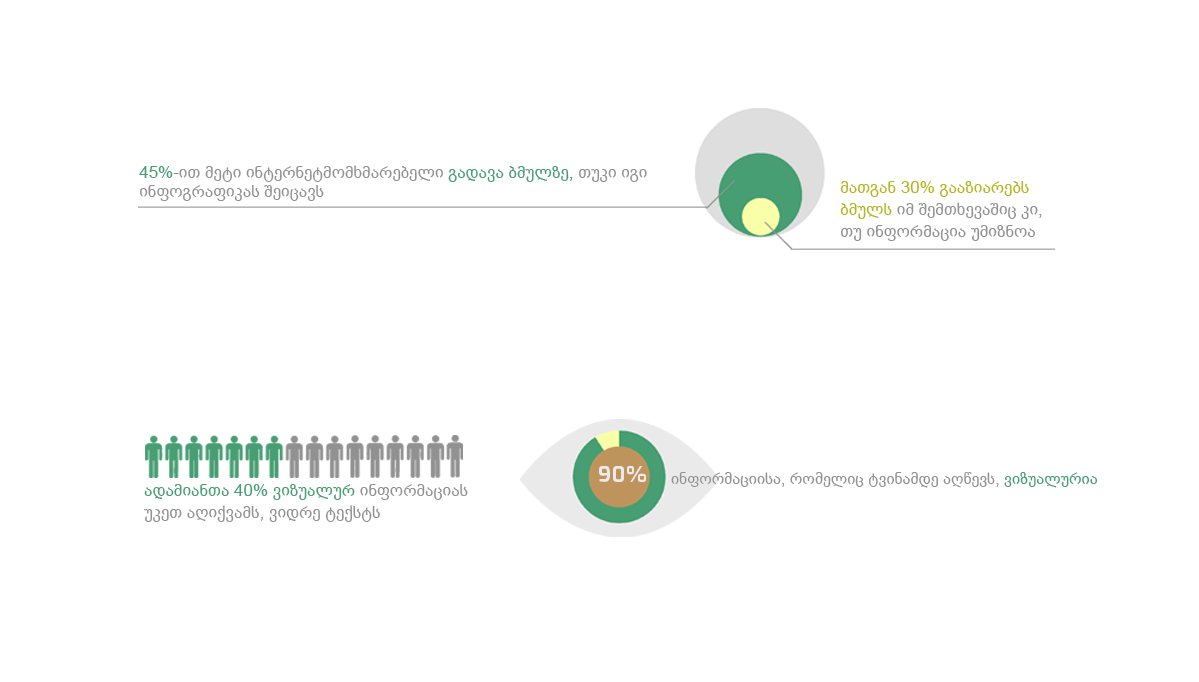 45%-ით მეტი ინტერნეტმომხმარებელი გადავა ბმულზე, თუკი იგი
ინფოგრაფიკას შეიცავს
მათგან 30% გააზიარებს
ბმულს იმ შემთხევაშიც კი,
თუ ინფორმაცია უმიზნოა
ადამიანთა 40% ვიზუალურ ინფორმაციას
უკეთ აღიქვამს, ვიდრე ტექსტს
90% ინფორმაციისა, რომელიც ტვინამდე აღწევს, ვიზუალურია